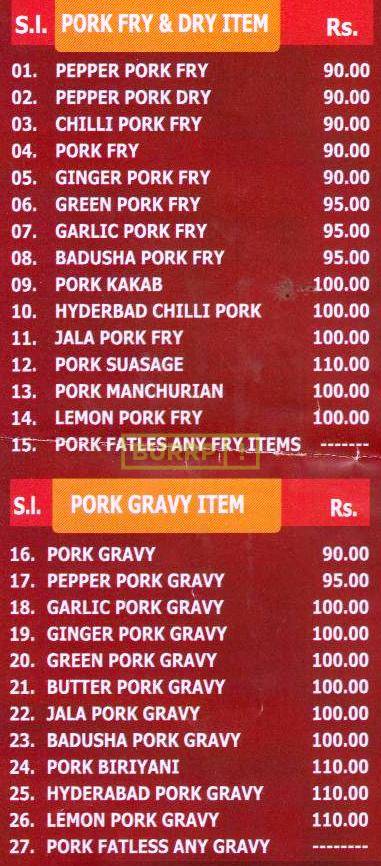 S.I. PORK FRY & DRY ITEM Rs.
01. PEPPER PORK FRY 90.00
02. PEPPER PORK DRY 90.00
03. CHILLI PORK FRY 90.00
04. PORK FRY 90.00
05. GINGER PORK FRY 90.00
06. GREEN PORK FRY 95.00
07. GARLIC PORK FRY 95.00
08. BADUSHA PORK FRY 95.00
09. PORK KAKAB 100.00
10. HYDERBAD CHILLI PORK 100.00
11. JALA PORK FRY 100.00
12. PORK SUASAGE 110.00
13. PORK MANCHURIAN 100.00
14. LEMON PORK FRY 100.00
15. PORK FATLES ANY FRY ITEMS -------
BURRP!
S.I. PORK GRAVY ITEM Rs.
16. PORK GRAVY 90.00
17. PEPPER PORK GRAVY 95.00
18. GARLIC PORK GRAVY 100.00
19. GINGER PORK GRAVY 100.00
20. GREEN PORK GRAVY 100.00
21. BUTTER PORK GRAVY 100.00
22. JALA PORK GRAVY 100.00
23. BADUSHA PORK GRAVY 100.00
24. PORK BIRIYANI 110.00
25. HYDERABAD PORK GRAVY 110.00
26. LEMON PORK GRAVY 110.00
27. PORK FATLESS ANY GRAVY --------